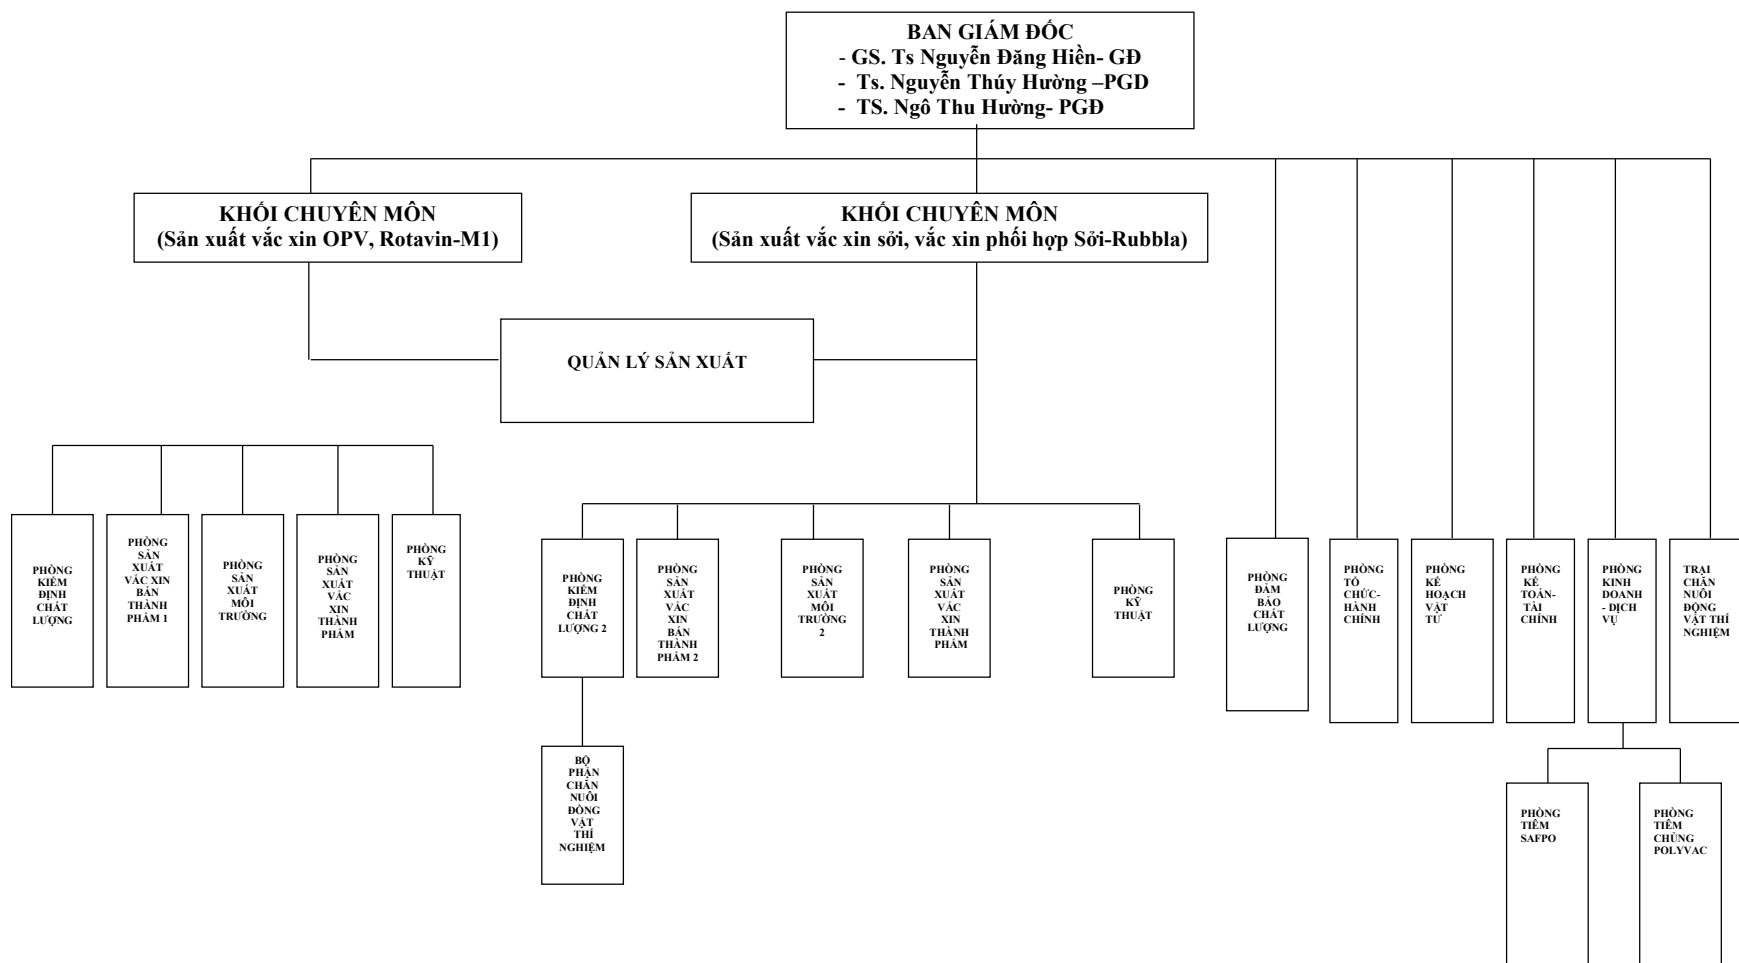 BAN GIÁM ĐỐC
- GS. Ts Nguyễn Đăng Hiền- GĐ
- Ts. Nguyễn Thúy Hường –PGD
- TS. Ngô Thu Hường- PGĐ
KHỐI CHUYÊN MÔN
(Sản xuất vắc xin OPV, Rotavin-M1)
KHỐI CHUYÊN MÔN
(Sản xuất vắc xin sởi, vắc xin phối hợp Sởi-Rubbla)
QUẢN LÝ SẢN XUẤT
PHÒNG
KIỂM
ĐỊNH
CHẤT
LƯỢNG
PHÒNG
SẢN
XUẤT
VẮC XIN
BÁN
THÀNH
PHẨM 1
PHÒNG
SẢN
XUẤT
MÔI
TRƯỜNG
PHÒNG
SẢN
XUẤT
VẮC
XIN
THÀNH
PHẨM
PHÒNG
KỸ
THUẬT
PHÒNG
KIỂM
ĐỊNH
CHẤT
LƯỢNG 2
PHÒNG
SẢN
XUẤT
VẮC
XIN
BÁN
THÀNH
PHẨM 2
PHÒNG
SẢN
XUẤT
MÔI
TRƯỜNG
2
PHÒNG
SẢN
XUẤT
VẮC
XIN
THÀNH
PHẨM
PHÒNG
KỸ
THUẬT
PHÒNG
ĐẢM
BẢO
CHẤT
LƯỢNG
PHÒNG
TỔ
CHỨC-
HÀNH
CHÍNH
PHÒNG
KẾ
HOẠCH
VẬT
TƯ
PHÒNG
KẾ
TOÁN-
TÀI
CHÍNH
PHÒNG
KINH
DOANH
- DỊCH
VỤ
TRẠI
CHĂN
NUÔI
ĐỘNG
VẬT THÍ
NGHIỆM
BỘ
PHẬN
CHĂN
NUÔI
ĐÔNG
VẬT
THÍ
NGHIỆM
PHÒNG
TIÊM
SAFPO
PHÒNG
TIÊM
CHỦNG
POLYVAC